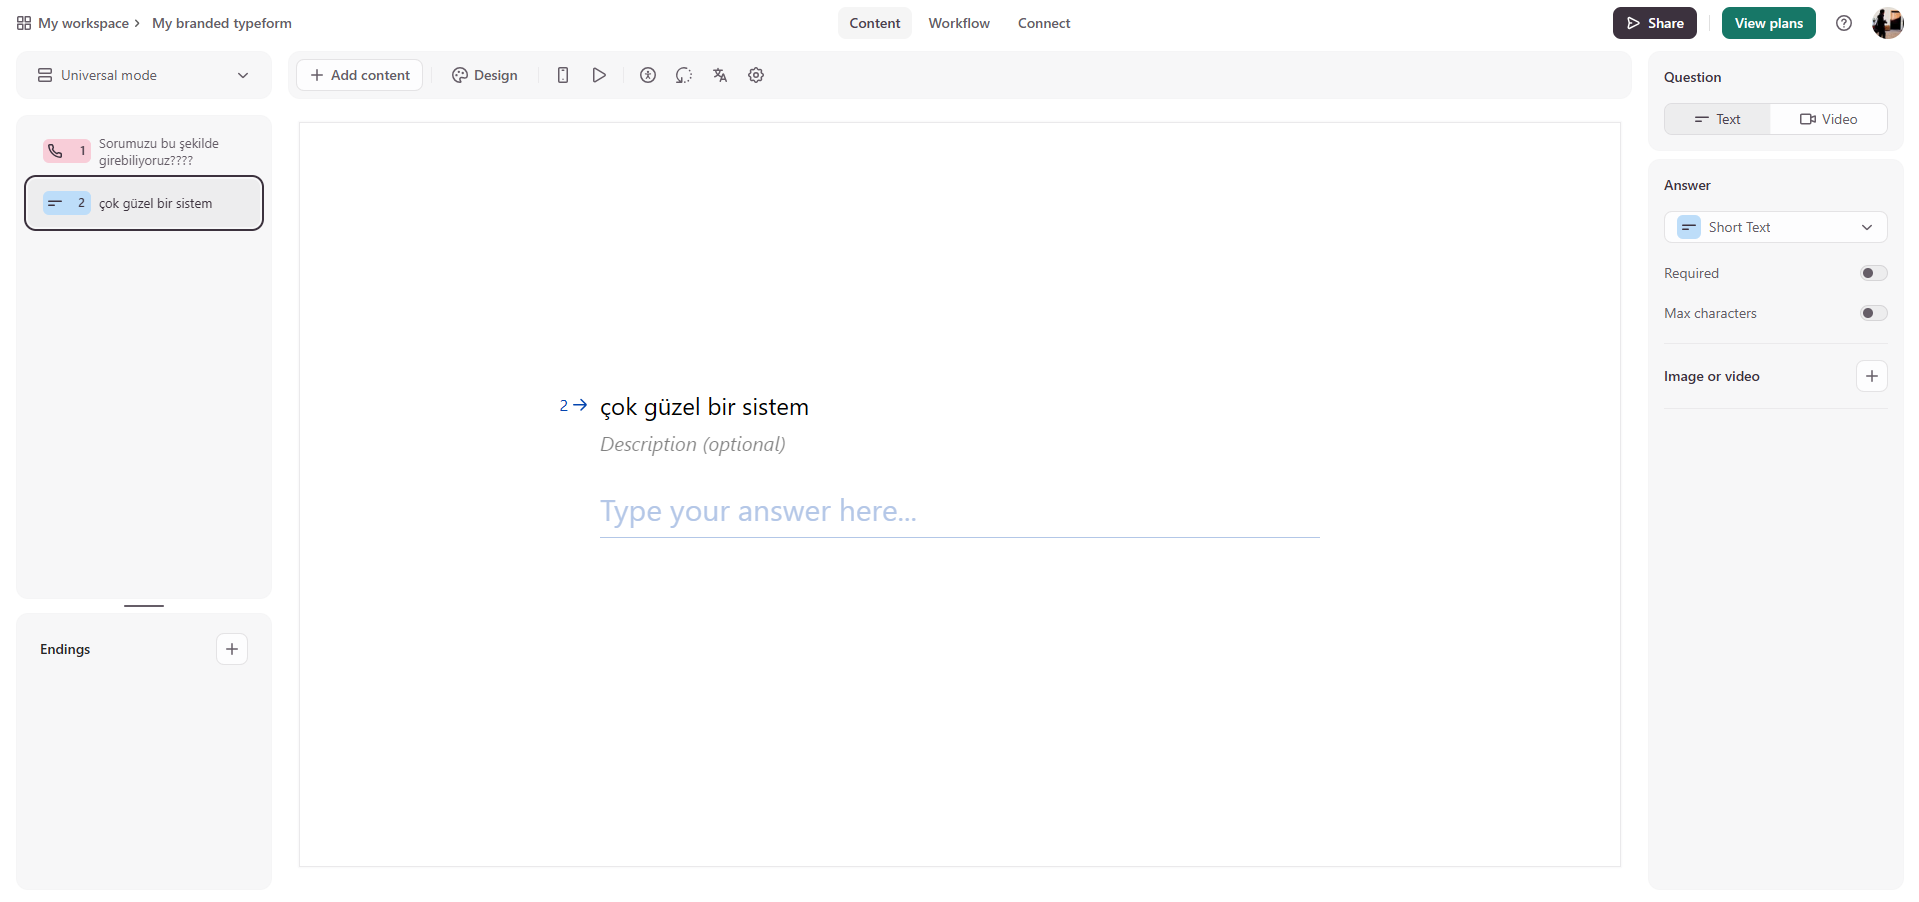 My workspace
My branded typeform
Content
Workflow
Connect
Share
View plans
Universal mode
Add content
Design
Question
Text
Video
1
Sorumuzu bu şekilde
girebiliyoruz????
2
çok güzel bir sistem
Answer
Short Text
Required
Max characters
Image or video
2
çok güzel bir sistem
Description (optional)
Type your answer here...
Endings